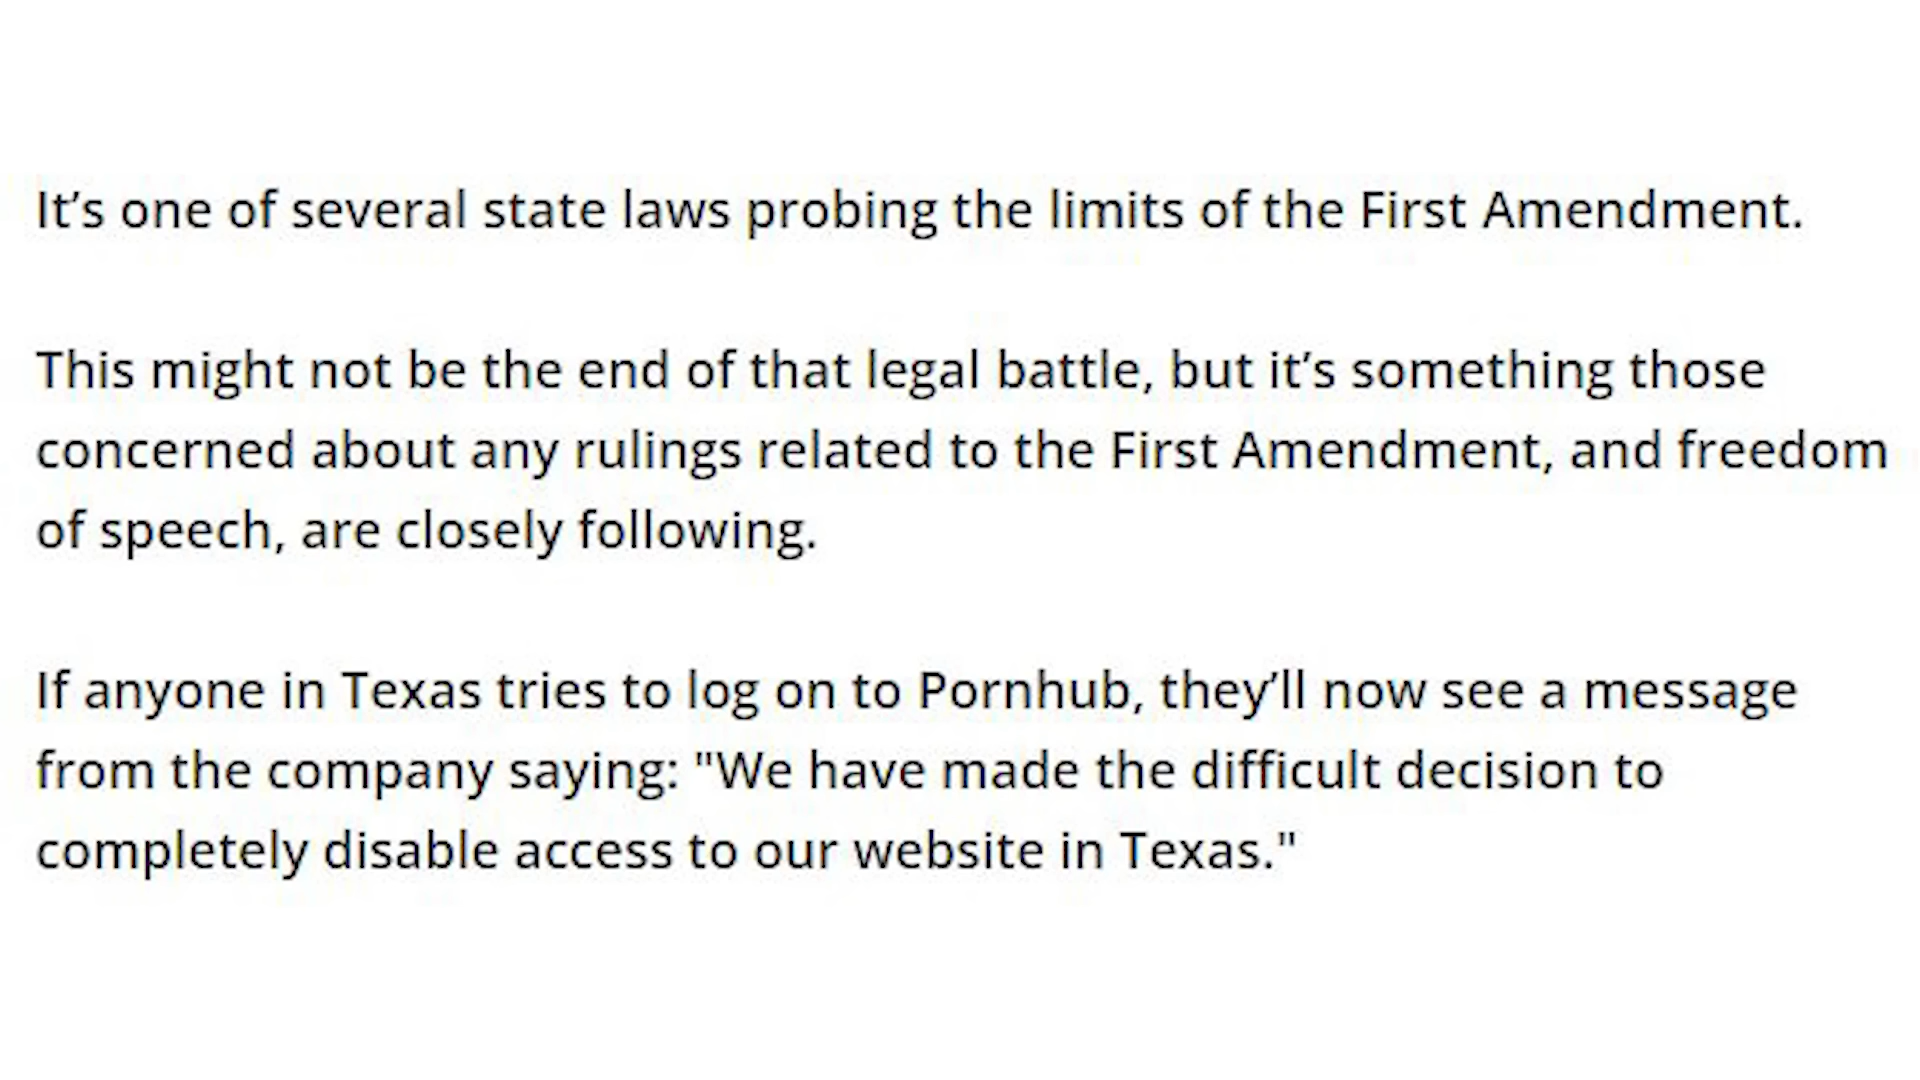 It’s one of several state laws probing the limits of the First Amendment.
This might not be the end of that legal battle, but it’s something those
concerned about any rulings related to the First Amendment, and freedom
of speech, are closely following.
If anyone in Texas tries to log on to Pornhub, they’ll now see a message
from the company saying: "We have made the difficult decision to
completely disable access to our website in Texas."